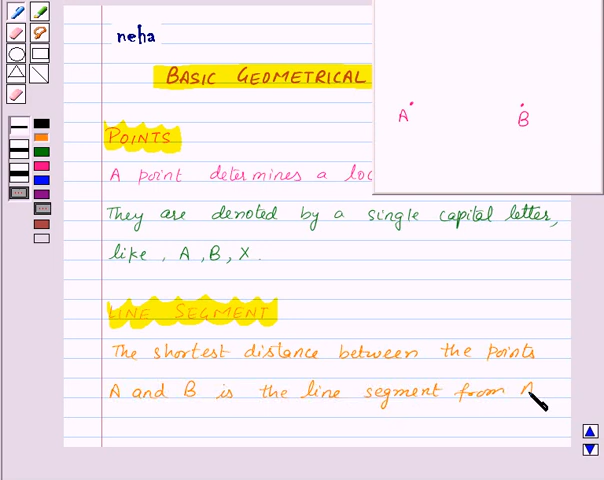 neha
BASIC GEOMETRICAL
A
B
POINTS
A point determines a loc
They are denoted by a single capital letter,
like, A, B, X.
LINE SEGMENT
The shortest distance between the points
A and B is the line segment from A